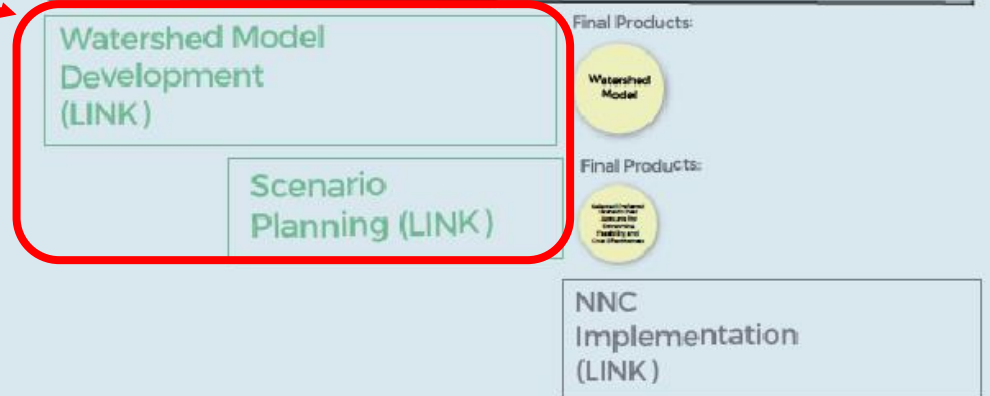 Watershed Model
Development
(LINK)
Final Products:
Watershed
Model
Scenario
Planning (LINK)
Final Products:
NNC
Implementation
(LINK)